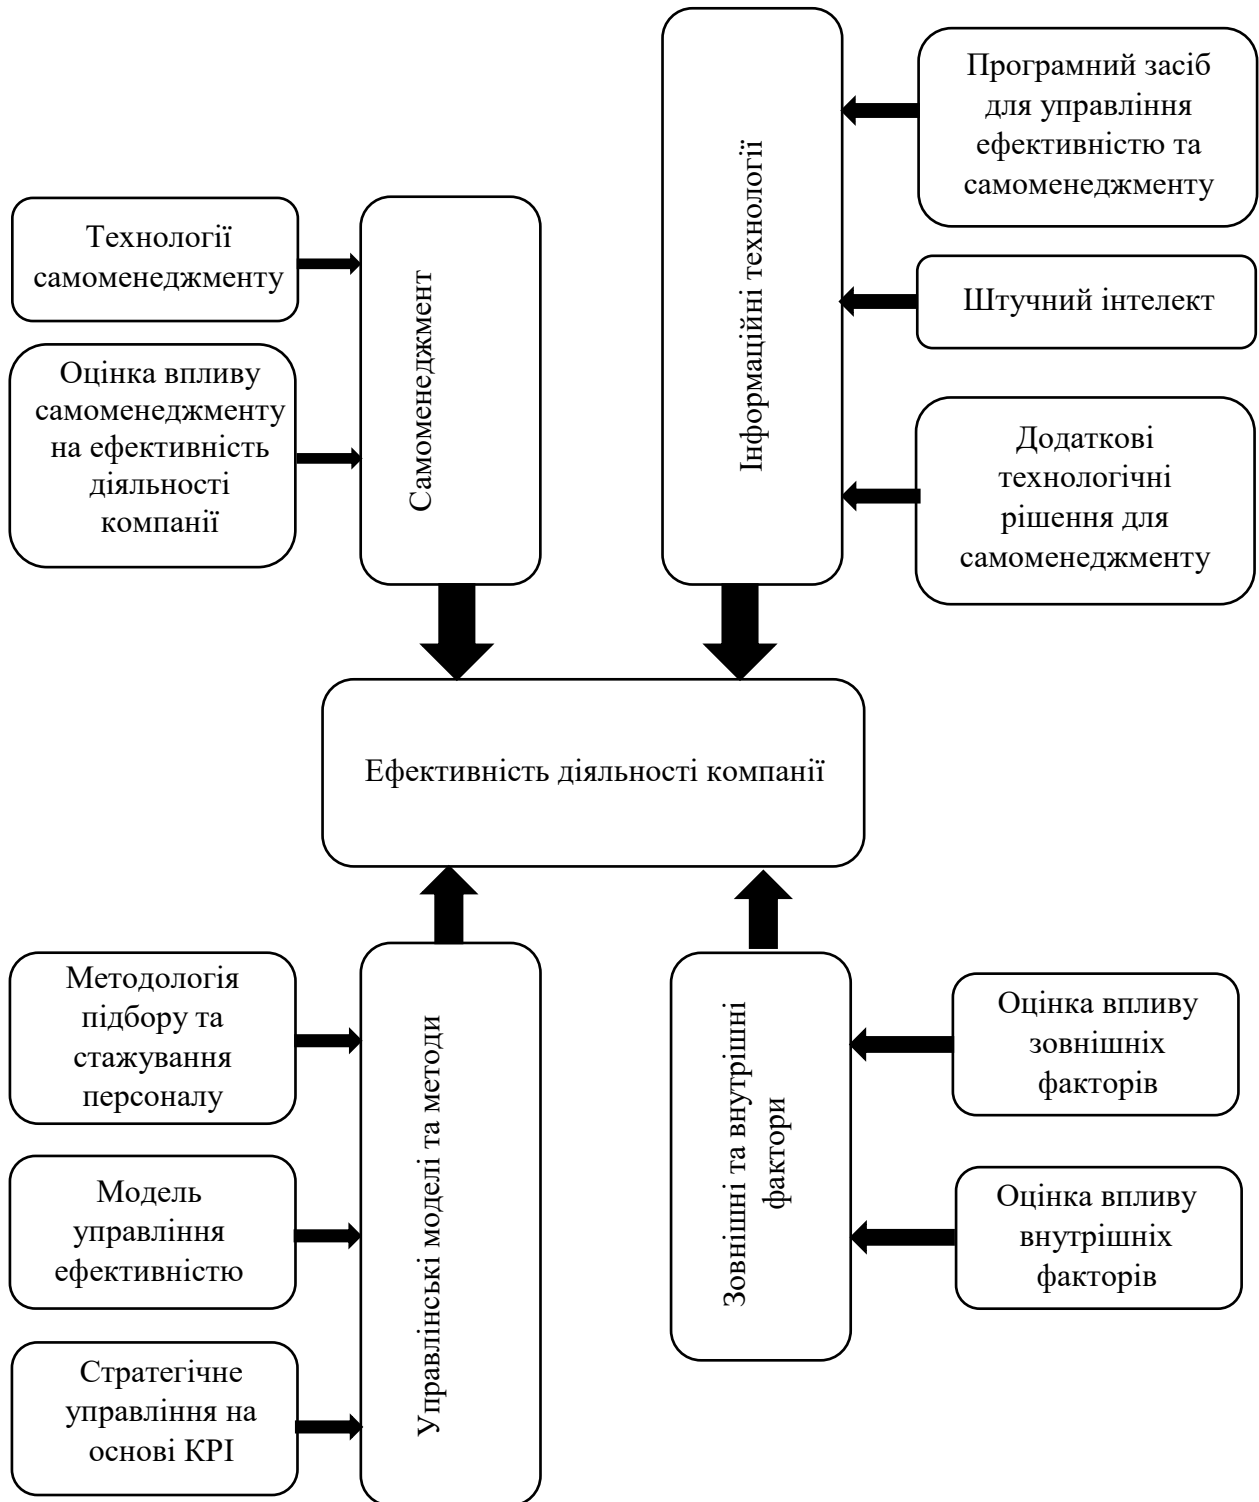 Технології
самоменеджменту
Оцінка впливу
самоменеджменту
на ефективність
діяльності
компанії
Самоменеджмент
Інформаційні технології
Програмний засіб
для управління
ефективністю та
самоменеджменту
Штучний інтелект
Додаткові
технологічні
рішення для
самоменеджменту
Ефективність діяльності компанії
Методологія
підбору та
стажування
персоналу
Модель
управління
ефективністю
Стратегічне
управління на
основі КРІ
Управлінські моделі та методи
Зовнішні та внутрішні
фактори
Оцінка впливу
зовнішніх
факторів
Оцінка впливу
внутрішніх
факторів